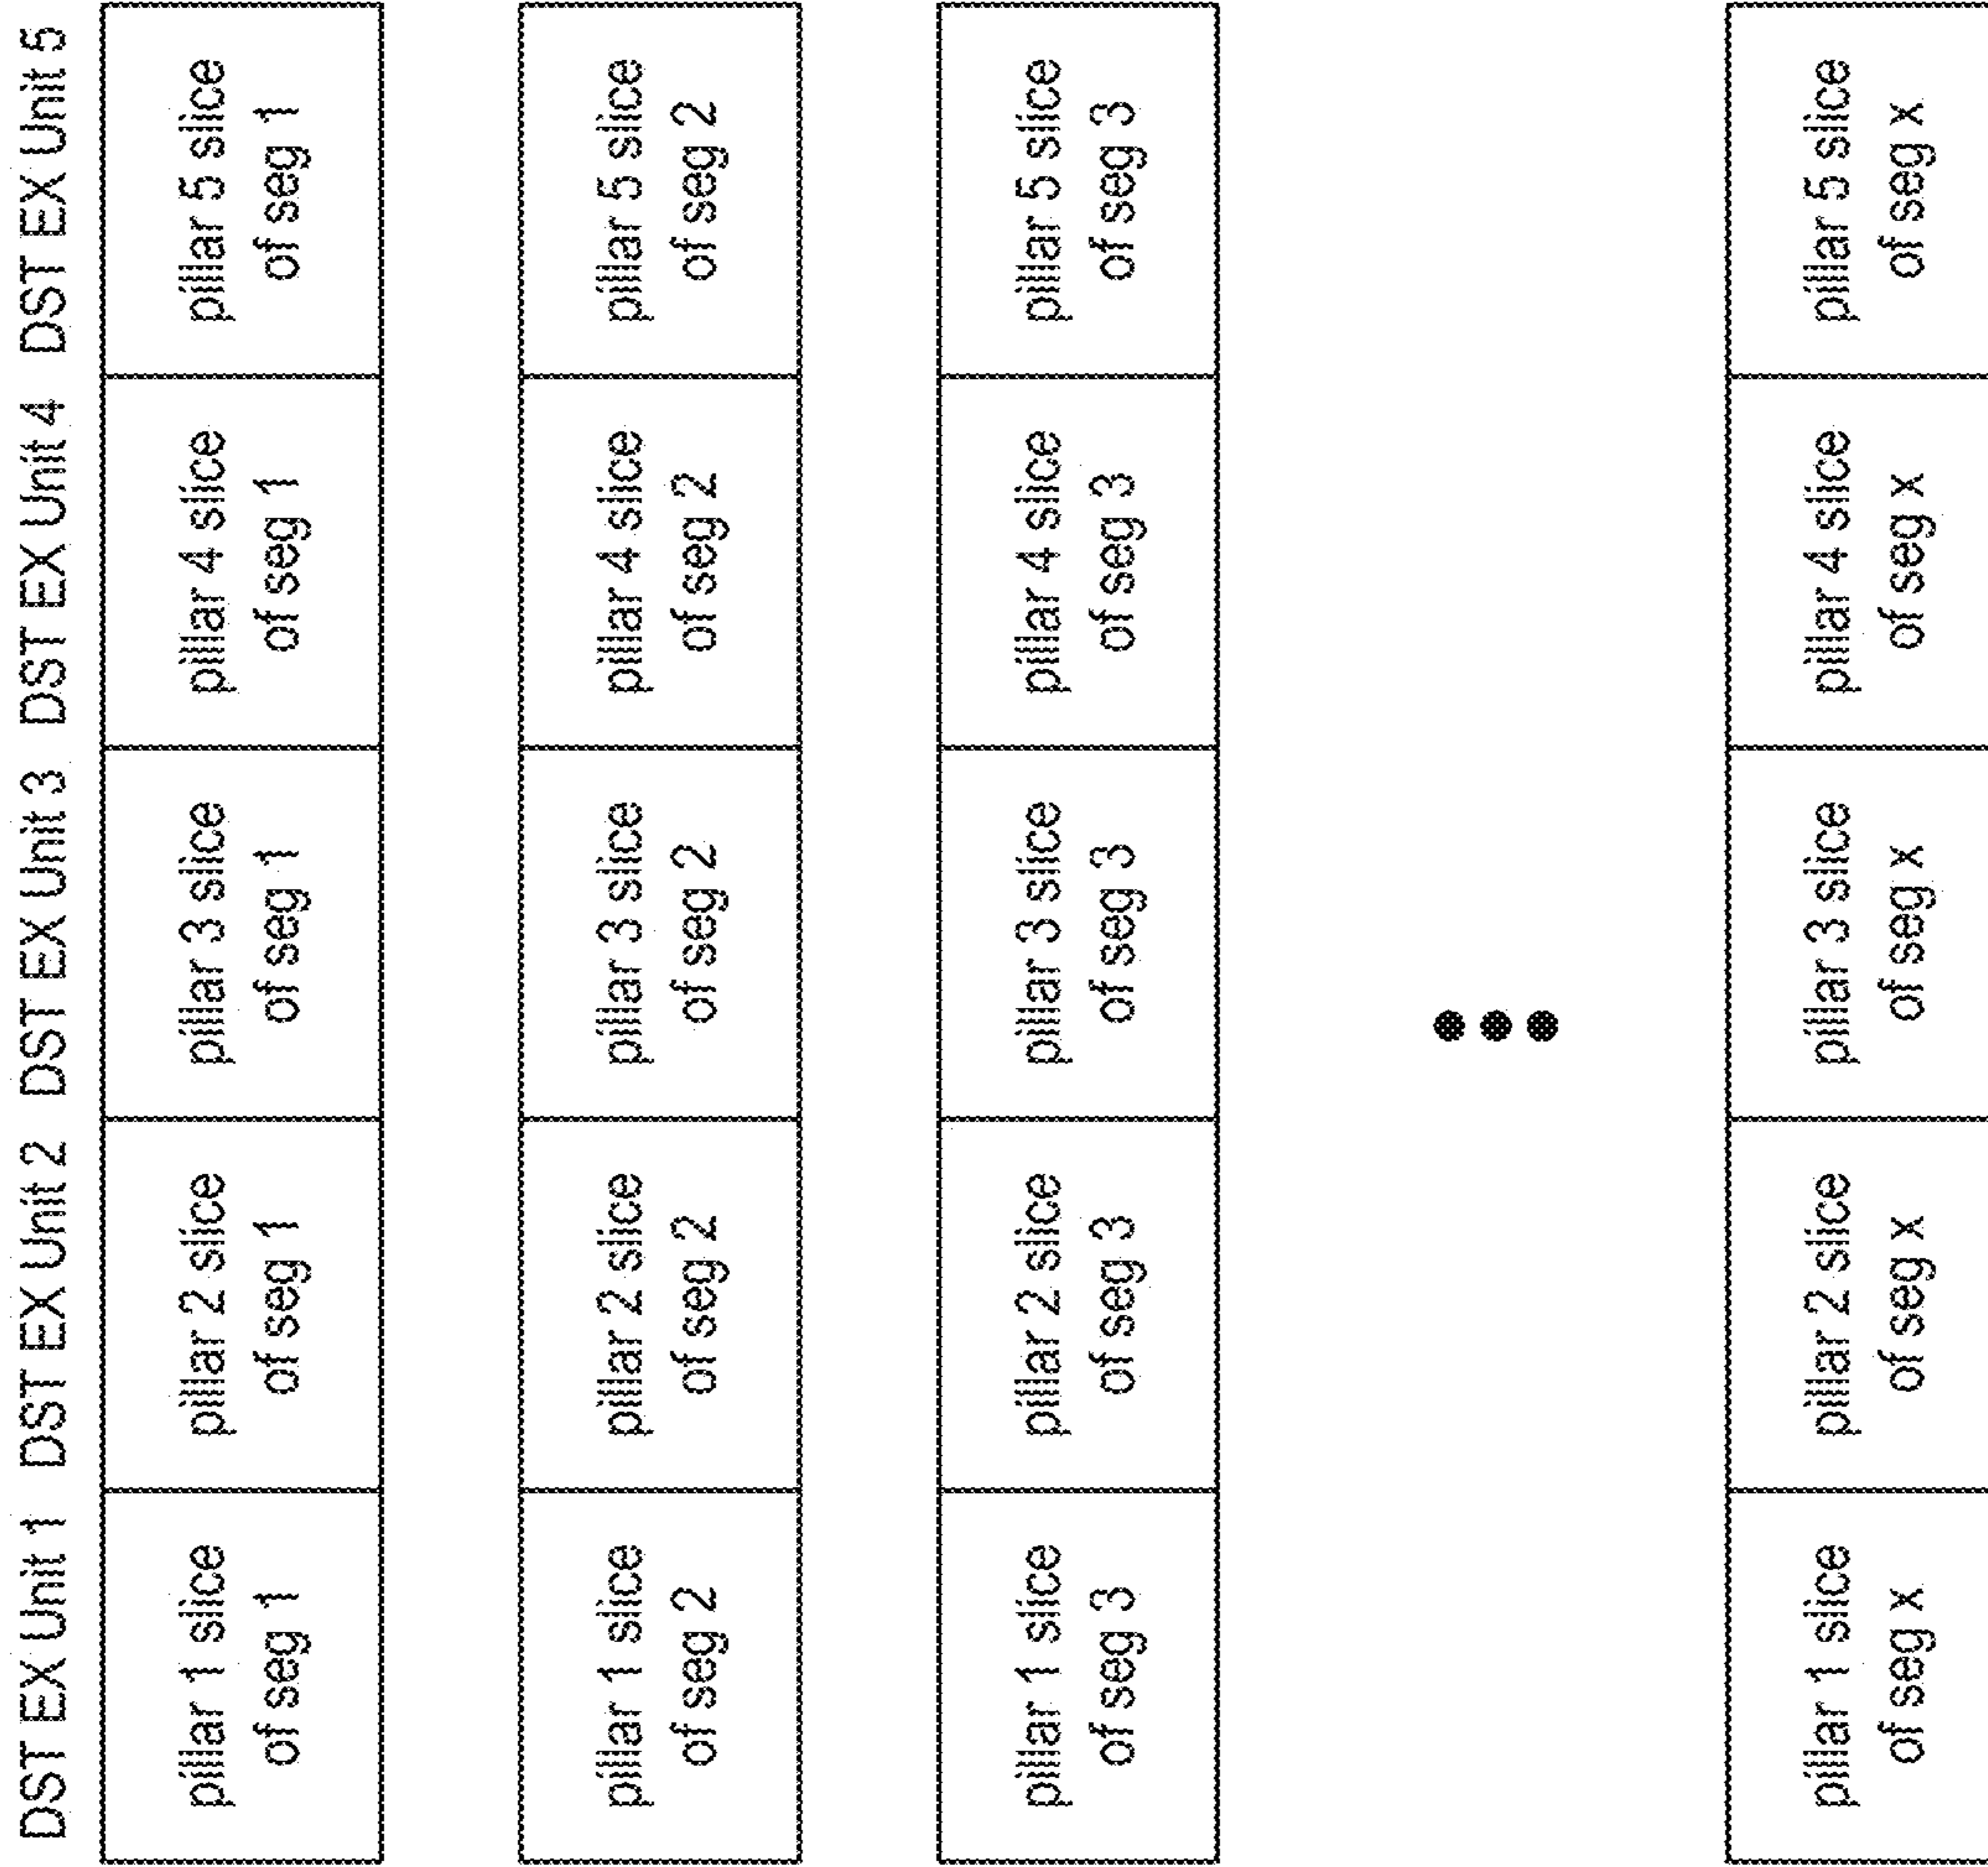 DST EX Unit 1 DST EX Unit 2 DST EX Unit 3 DST EX Unit 4 DST EX Unit 5
pillar 1 slice
of seg 1
pillar 2 slice
of seg 1
pillar 3 slice
of seg 1
pillar 4 slice
of seg 1
pillar 5 slice
of seg 1
pillar 1 slice
of seg 2
pillar 2 slice
of seg 2
pillar 3 slice
of seg 2
pillar 4 slice
of seg 2
pillar 5 slice
of seg 2
pillar 1 slice
of seg 3
pillar 2 slice
of seg 3
pillar 3 slice
of seg 3
pillar 4 slice
of seg 3
pillar 5 slice
of seg 3
pillar 1 slice
of seg x
pillar 2 slice
of seg x
pillar 3 slice
of seg x
pillar 4 slice
of seg x
pillar 5 slice
of seg x